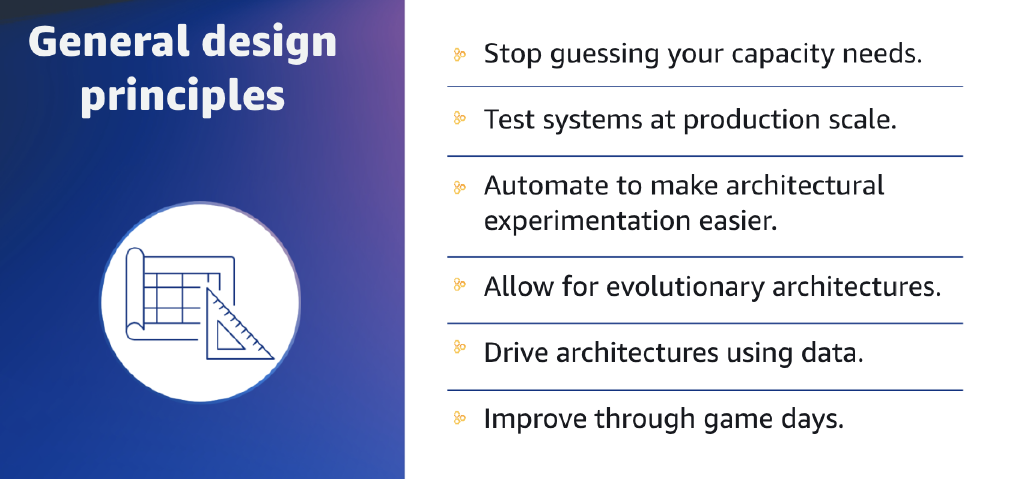 General design
principles
Stop guessing your capacity needs.
Test systems at production scale.
Automate to make architectural
experimentation easier.
Allow for evolutionary architectures.
Drive architectures using data.
Improve through game days.